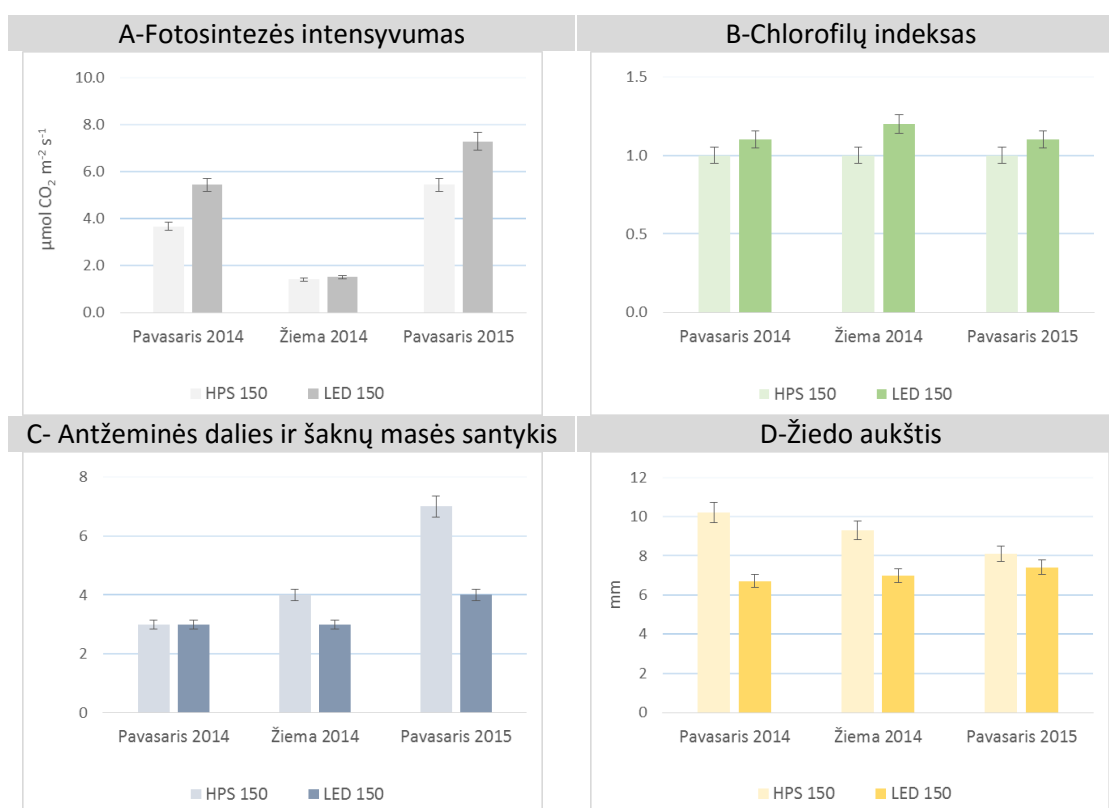 A-Fotosintezės intensyvumas
10.0
8.0
6.0
4.0
2.0
0.0
µmol CO₂ m⁻² s⁻¹
Pavasaris 2014 Žiema 2014 Pavasaris 2015
HPS 150 LED 150
B-Chlorofilų indeksas
1.5
1.0
0.5
0.0
Pavasaris 2014 Žiema 2014 Pavasaris 2015
HPS 150 LED 150
C- Antžeminės dalies ir šaknų masės santykis
8
6
4
2
0
Pavasaris 2014 Žiema 2014 Pavasaris 2015
HPS 150 LED 150
D-Žiedo aukštis
12
10
8
6
4
2
0
mm
Pavasaris 2014 Žiema 2014 Pavasaris 2015
HPS 150 LED 150